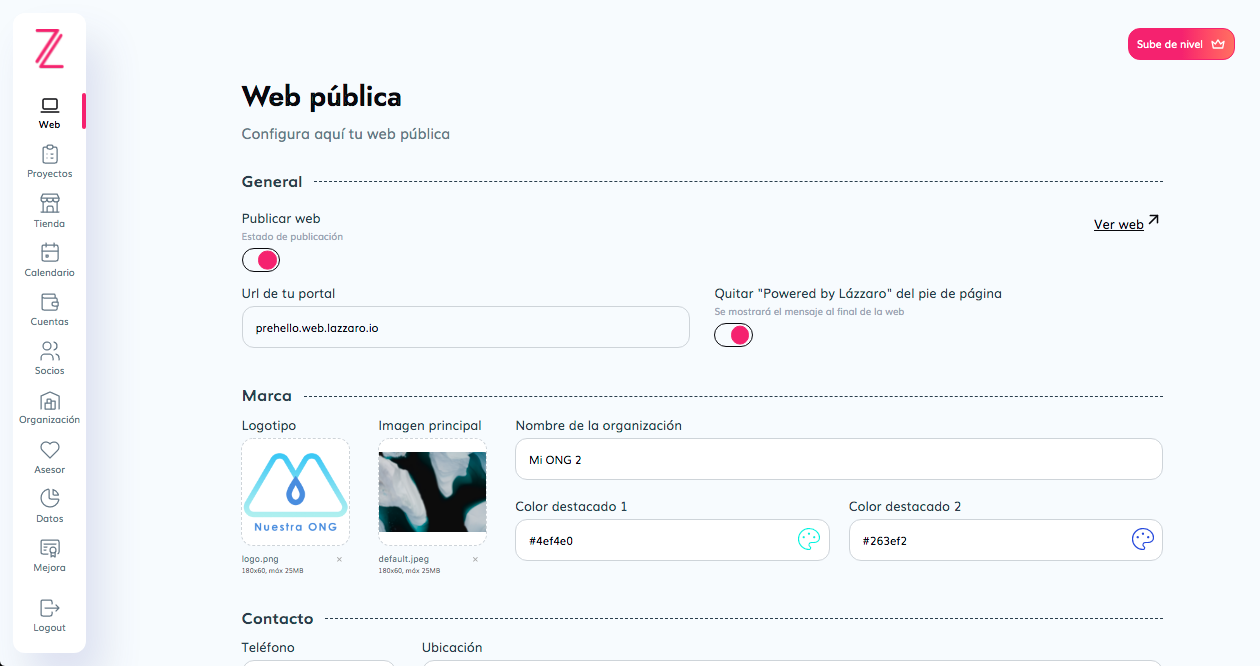 Sube de nivel
Web
Proyectos
Tienda
Calendario
Cuentas
Socios
Organización
Asesor
Datos
Mejora
Logout
Web pública
Configura aquí tu web pública
General
Publicar web
Estado de publicación
Ver web
Url de tu portal
prehello.web.lazzaro.io
Quitar "Powered by Lázzaro" del pie de página
Se mostrará el mensaje al final de la web
Marca
Logotipo
Nuestra ONG
logo.png ×
180x60, máx 25MB
Imagen principal
default.jpeg ×
180x60, máx 25MB
Nombre de la organización
Mi ONG 2
Color destacado 1
#4ef4e0
Color destacado 2
#263ef2
Contacto
Teléfono
Ubicación